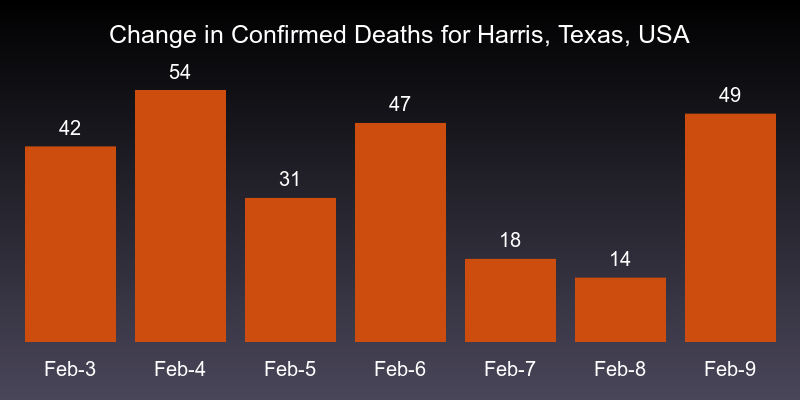 Change in Confirmed Deaths for Harris, Texas, USA
42
54
31
47
18
14
49
Feb-3
Feb-4
Feb-5
Feb-6
Feb-7
Feb-8
Feb-9